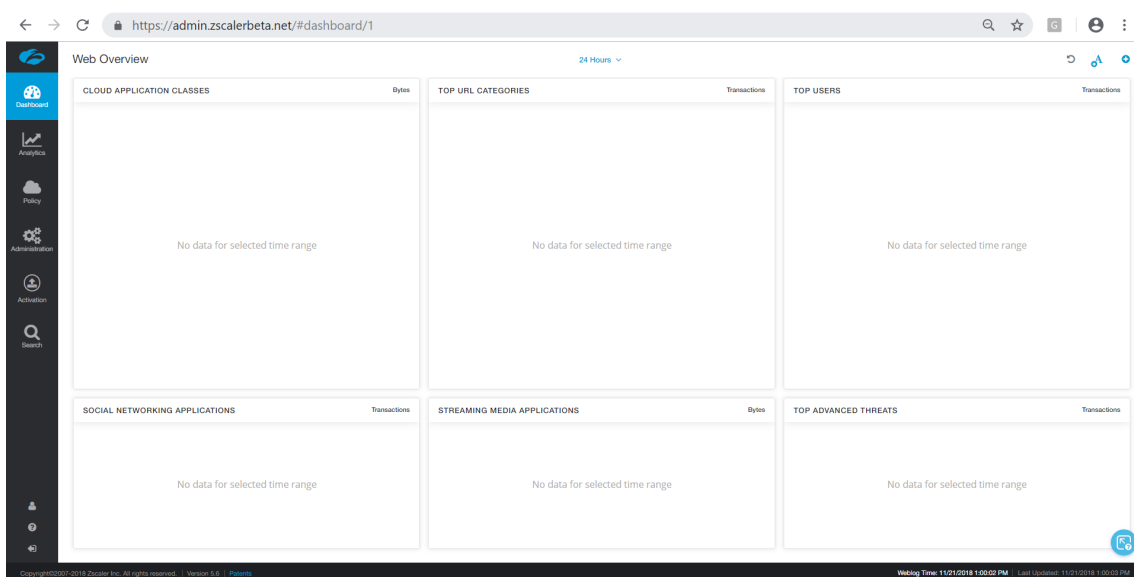 https://admin.zscalerbeta.net/#dashboard/1
G
Web Overview
24 Hours
Dashboard
Analytics
Policy
Administration
Activation
Search
CLOUD APPLICATION CLASSES Bytes
No data for selected time range
TOP URL CATEGORIES Transactions
No data for selected time range
TOP USERS Transactions
No data for selected time range
SOCIAL NETWORKING APPLICATIONS Transactions
No data for selected time range
STREAMING MEDIA APPLICATIONS Bytes
No data for selected time range
TOP ADVANCED THREATS Transactions
No data for selected time range
Copyright©2007-2018 Zscaler Inc. All rights reserved. | Version 5.6 | Patents
Weblog Time: 11/21/2018 1:00:02 PM | Last Updated: 11/21/2018 1:00:03 PM